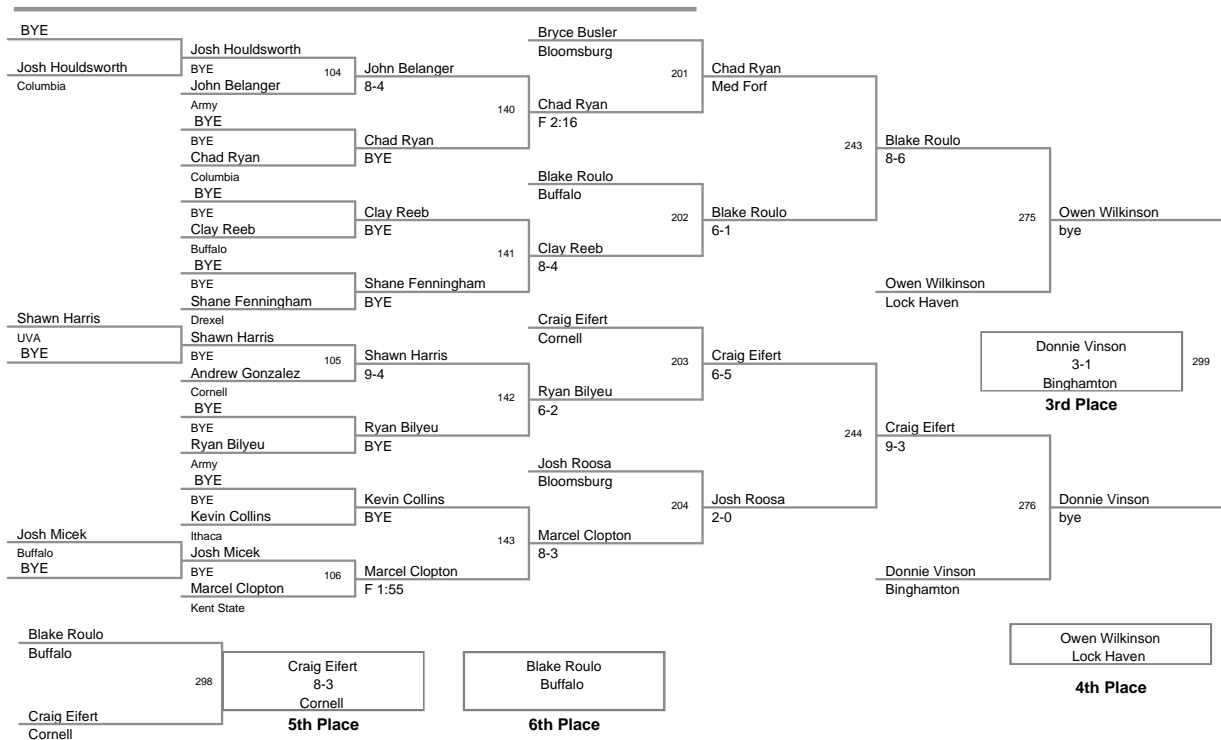 BYE
Josh Houldsworth
Columbia
Shawn Harris
UVA
BYE
Josh Micek
Buffalo
BYE
Josh Houldsworth
BYE
104
John Belanger
Army
BYE
BYE
Chad Ryan
Columbia
BYE
BYE
Clay Reeb
Buffalo
BYE
BYE
Shane Fenningham
Drexel
Shawn Harris
BYE
105
Andrew Gonzalez
Cornell
BYE
BYE
Ryan Bilyeu
Army
BYE
BYE
Kevin Collins
Ithaca
Josh Micek
BYE
106
Marcel Clopton
Kent State
John Belanger
8-4
140
Chad Ryan
BYE
Clay Reeb
BYE
141
Shane Fenningham
BYE
Shawn Harris
9-4
142
Ryan Bilyeu
BYE
Kevin Collins
BYE
143
Marcel Clopton
F 1:55
Bryce Busler
Bloomsburg
201
Chad Ryan
F 2:16
Blake Roulo
Buffalo
202
Clay Reeb
8-4
Craig Eifert
Cornell
203
Ryan Bilyeu
6-2
Josh Roosa
Bloomsburg
204
Marcel Clopton
8-3
Chad Ryan
Med Forf
243
Blake Roulo
6-1
Craig Eifert
6-5
244
Josh Roosa
2-0
Blake Roulo
8-6
275
Owen Wilkinson
Lock Haven
Craig Eifert
9-3
276
Donnie Vinson
Binghamton
Owen Wilkinson
bye
Donnie Vinson
3-1
Binghamton
299
3rd Place
Donnie Vinson
bye
Owen Wilkinson
Lock Haven
4th Place
Blake Roulo
Buffalo
298
Craig Eifert
Cornell
Craig Eifert
8-3
Cornell
5th Place
Blake Roulo
Buffalo
6th Place